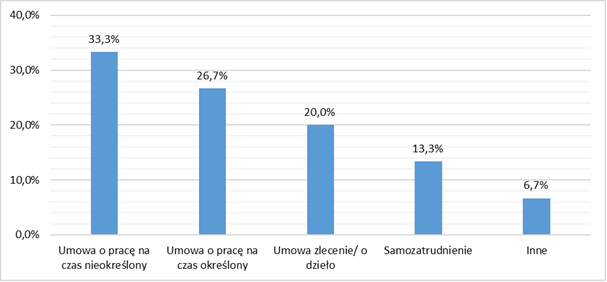 40,0%
33,3%
30,0%
26,7%
20,0%
20,0%
13,3%
10,0%
6,7%
0,0%
Umowa o pracę na
czas nieokreślony
Umowa o pracę na
czas określony
Umowa zlecenie/ o
dzieło
Samozatrudnienie
Inne